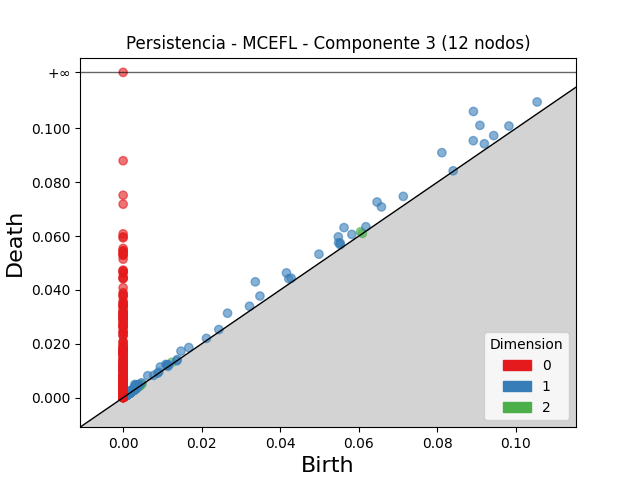 Persistencia - MCEFL - Componente 3 (12 nodos)
+∞
0.100
0.080
0.060
0.040
0.020
0.000
Death
Dimension
0
1
2
0.00 0.02 0.04 0.06 0.08 0.10
Birth